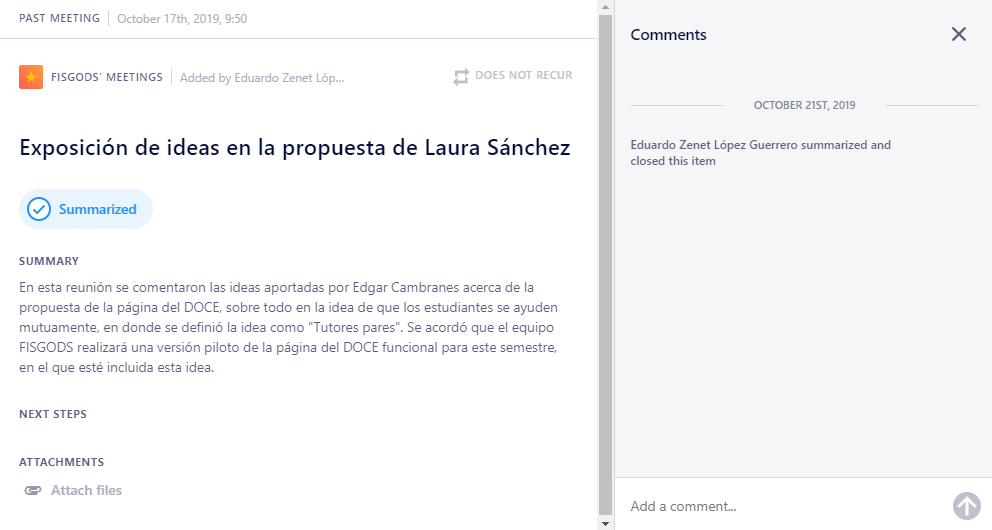 PAST MEETING October 17th, 2019, 9:50
FISGODS' MEETINGS Added by Eduardo Zenet Lóp...
DOES NOT RECUR
Exposición de ideas en la propuesta de Laura Sánchez
Summarized
SUMMARY
En esta reunión se comentaron las ideas aportadas por Edgar Cambranes acerca de la
propuesta de la página del DOCE, sobre todo en la idea de que los estudiantes se ayuden
mutuamente, en donde se definió la idea como "Tutores pares". Se acordó que el equipo
FISGODS realizará una versión piloto de la página del DOCE funcional para este semestre,
en el que esté incluida esta idea.
NEXT STEPS
ATTACHMENTS
Attach files
Comments
OCTOBER 21ST, 2019
Eduardo Zenet López Guerrero summarized and
closed this item
Add a comment...